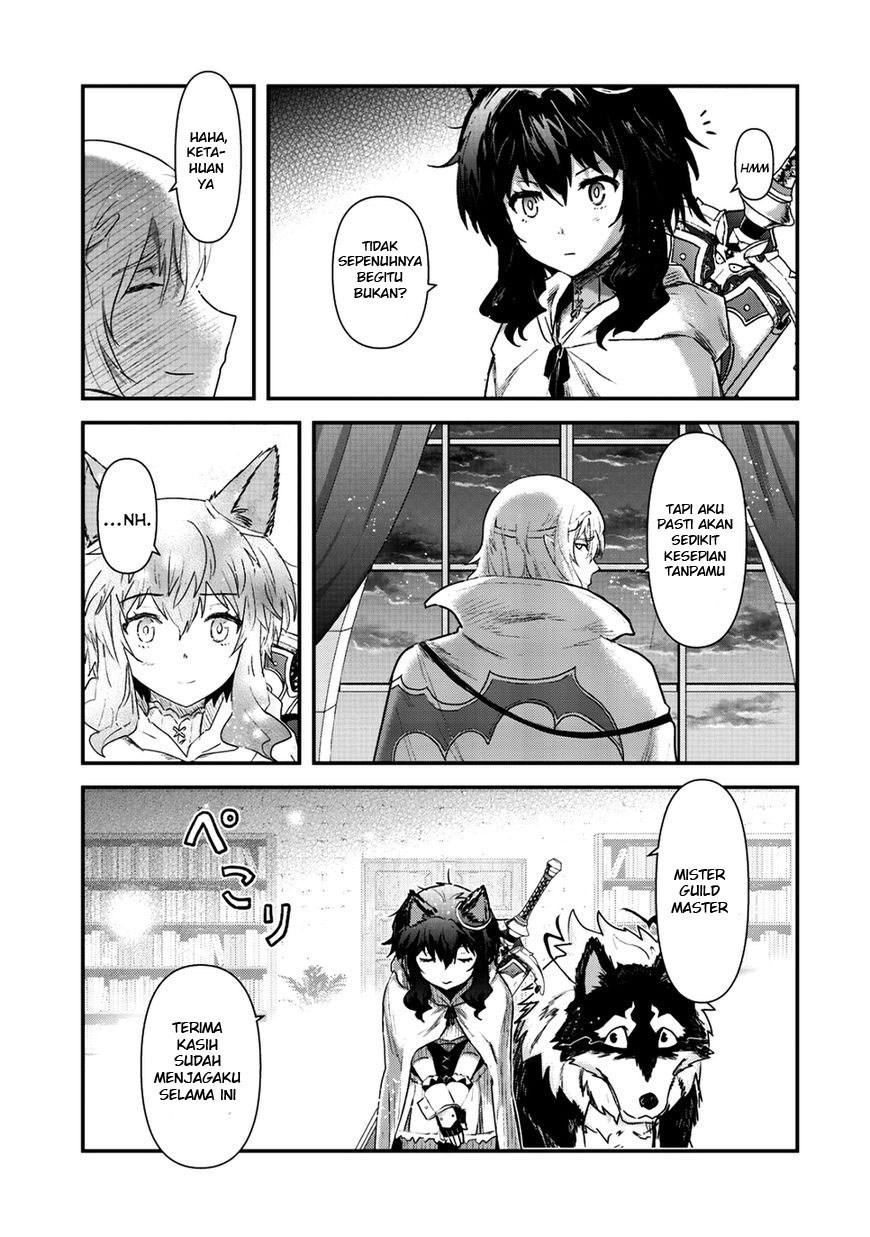 HMM
TIDAK
SEPENUHNYA
BEGITU
BUKAN?
HAHA,
KETA-
HUAN
YA
TAPI AKU
PASTI AKAN
SEDIKIT
KESEPIAN
TANPAMU
...NH.
MISTER
GUILD
MASTER
ペこり
TERIMA
KASIH
SUDAH
MENJAGAKU
SELAMA INI